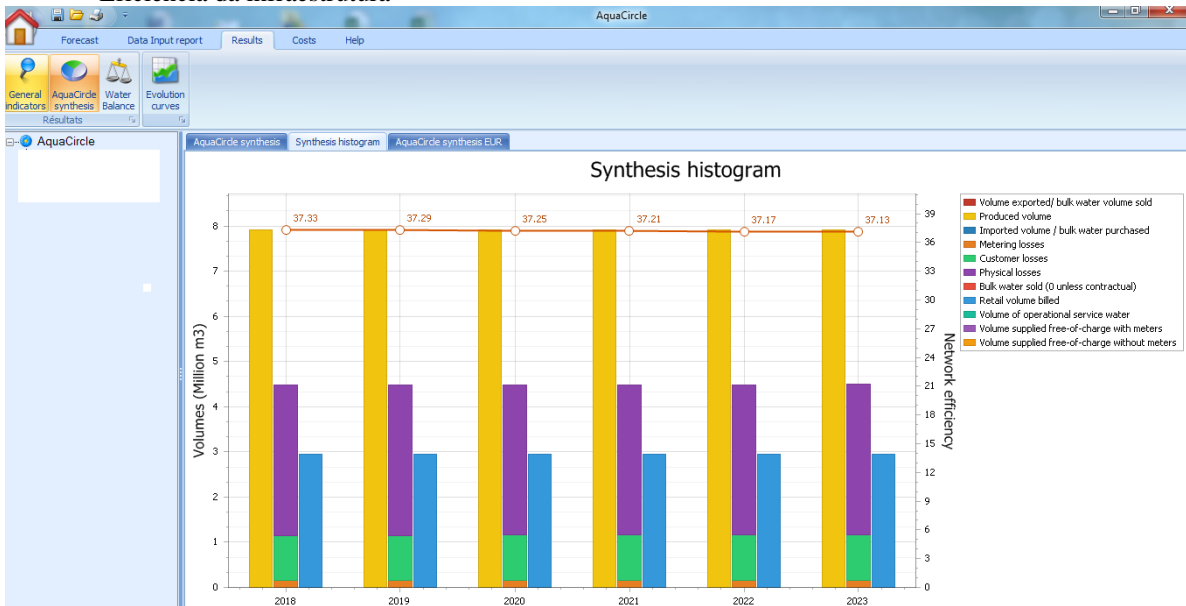 Eficiência da infraestrutura
AquaCircle
Forecast Data Input report Results Costs Help
General indicators
AquaCircle synthesis
Water Balance
Evolution curves
Résultats
AquaCircle
AquaCircle synthesis Synthesis histogram AquaCircle synthesis EUR
Synthesis histogram
Volumes (Million m3)
8
7
6
5
4
3
2
1
0
37.33 37.29 37.25 37.21 37.17 37.13
2018 2019 2020 2021 2022 2023
39
36
33
30
27
24
21
18
15
12
9
6
3
0
Network efficiency
Volume exported/ bulk water volume sold
Produced volume
Imported volume / bulk water purchased
Metering losses
Customer losses
Physical losses
Bulk water sold (0 unless contractual)
Retail volume billed
Volume of operational service water
Volume supplied free-of-charge with meters
Volume supplied free-of-charge without meters